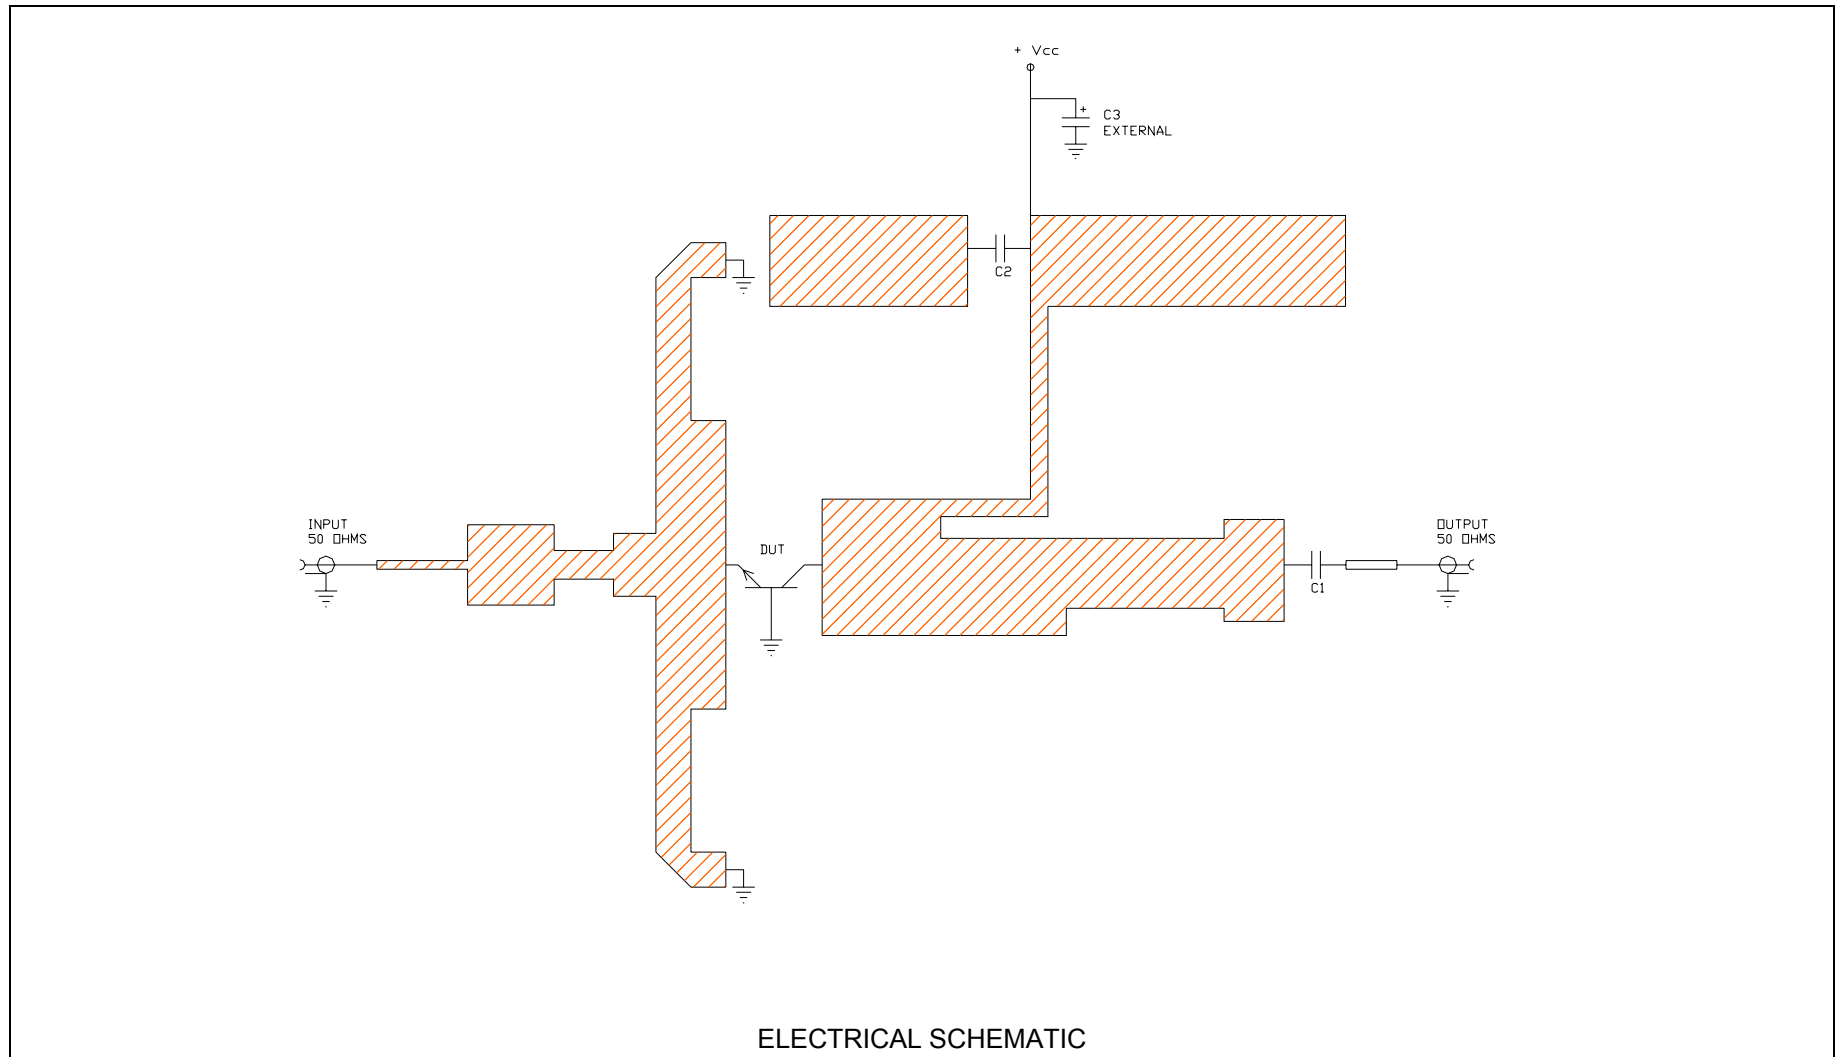 + Vcc
+
C3
EXTERNAL
C2
INPUT
50 OHMS
DUT
OUTPUT
50 OHMS
C1
ELECTRICAL SCHEMATIC